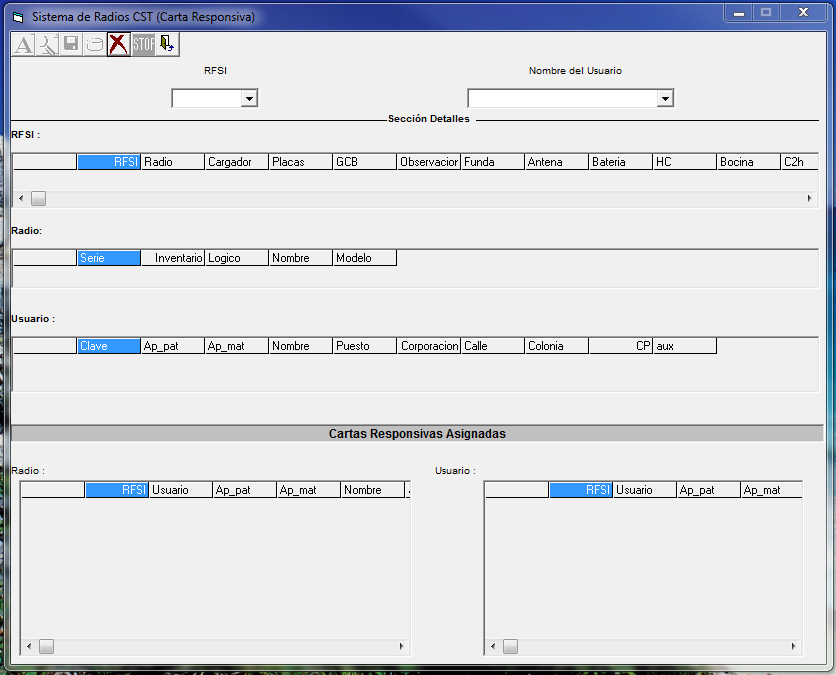 Sistema de Radios CST (Carta Responsiva)
A STOP
RFSI Nombre del Usuario
Sección Detalles
RFSI :
RFSI Radio Cargador Placas GCB Observacior Funda Antena Bateria HC Bocina C2h
Radio:
Serie Inventario Logico Nombre Modelo
Usuario :
Clave Ap_pat Ap_mat Nombre Puesto Corporacion Calle Colonia CP aux
Cartas Responsivas Asignadas
Radio : Usuario :
RFSI Usuario Ap_pat Ap_mat Nombre RFSI Usuario Ap_pat Ap_mat